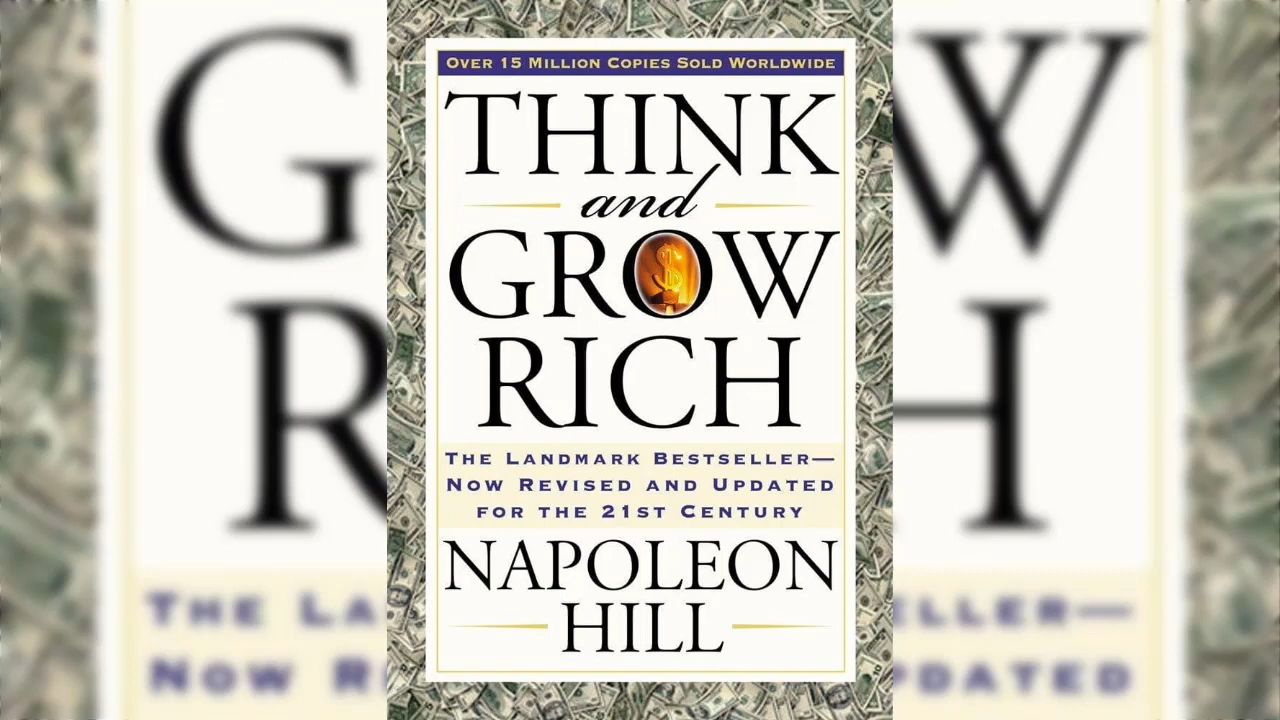 OVER 15 MILLION COPIES SOLD WORLDWIDE
THINK
and
GROW
RICH
THE LANDMARK BESTSELLER—
NOW REVISED AND UPDATED
FOR THE 21ST CENTURY
NAPOLEON
HILL